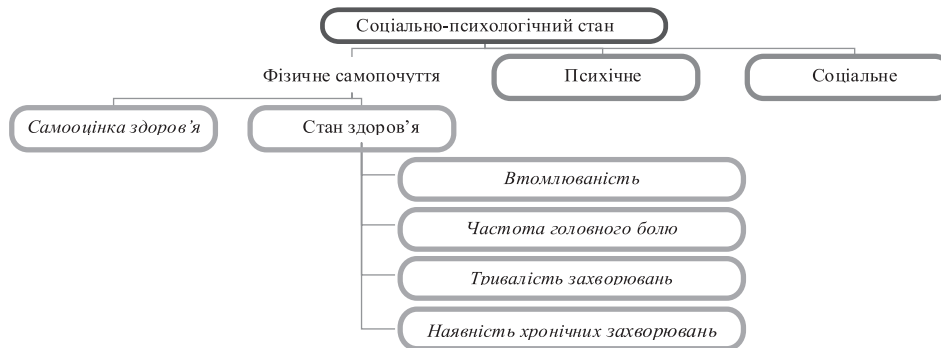 Соціально-психологічний стан
Фізичне самопочуття
Психічне
Соціальне
Самооцінка здоров’я
Стан здоров’я
Втомлюваність
Частота головного болю
Тривалість захворювань
Наявність хронічних захворювань